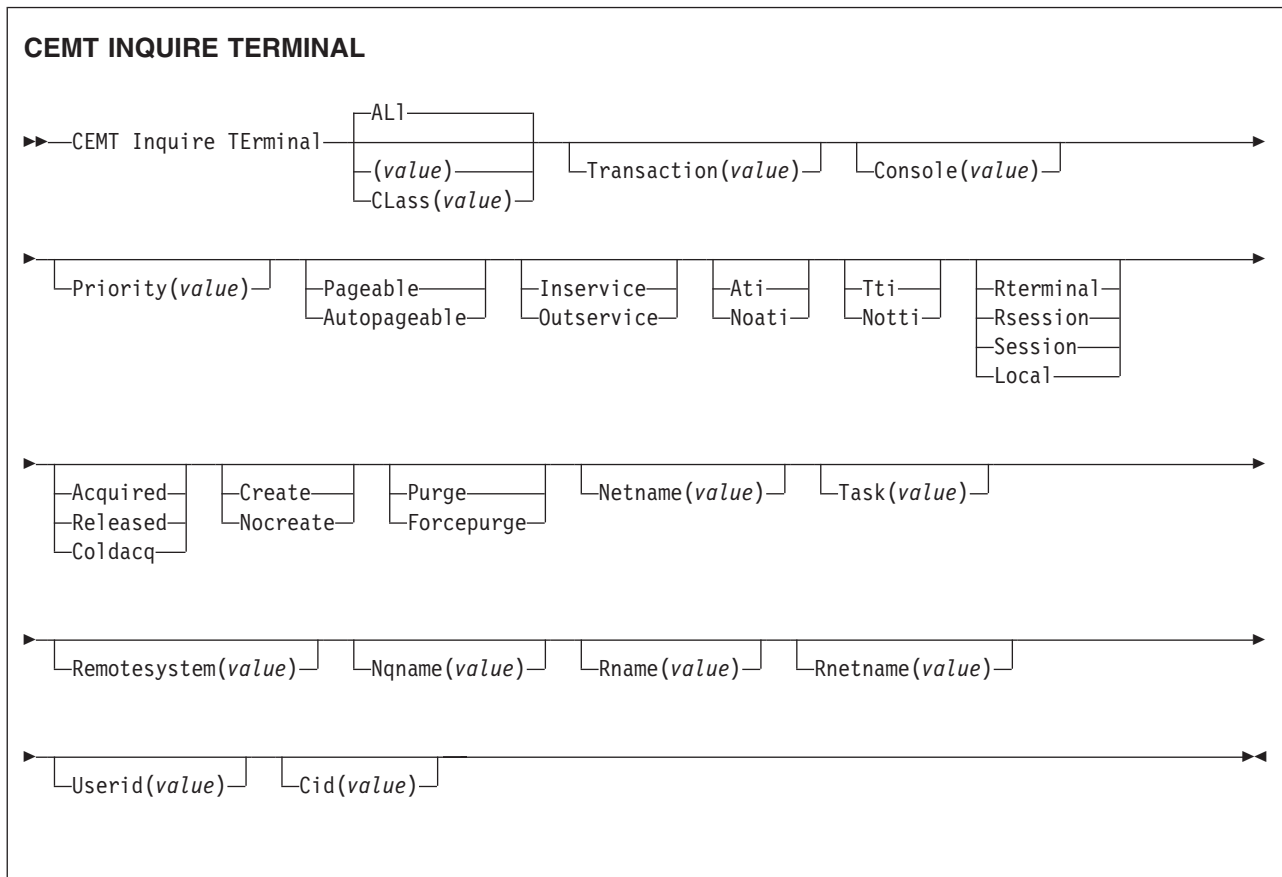 CEMT INQUIRE TERMINAL
ALl
CEMT Inquire TErminal
(value)
Transaction(value)
Console(value)
CLass(value)
Priority(value)
Pageable
Inservice
Ati
Tti
Rterminal
Autopageable
Outservice
Noati
Notti
Rsession
Session
Local
Acquired
Create
Purge
Netname(value)
Task(value)
Released
Nocreate
Forcepurge
Coldacq
Remotesystem(value)
Nqname(value)
Rname(value)
Rnetname(value)
Userid(value)
Cid(value)